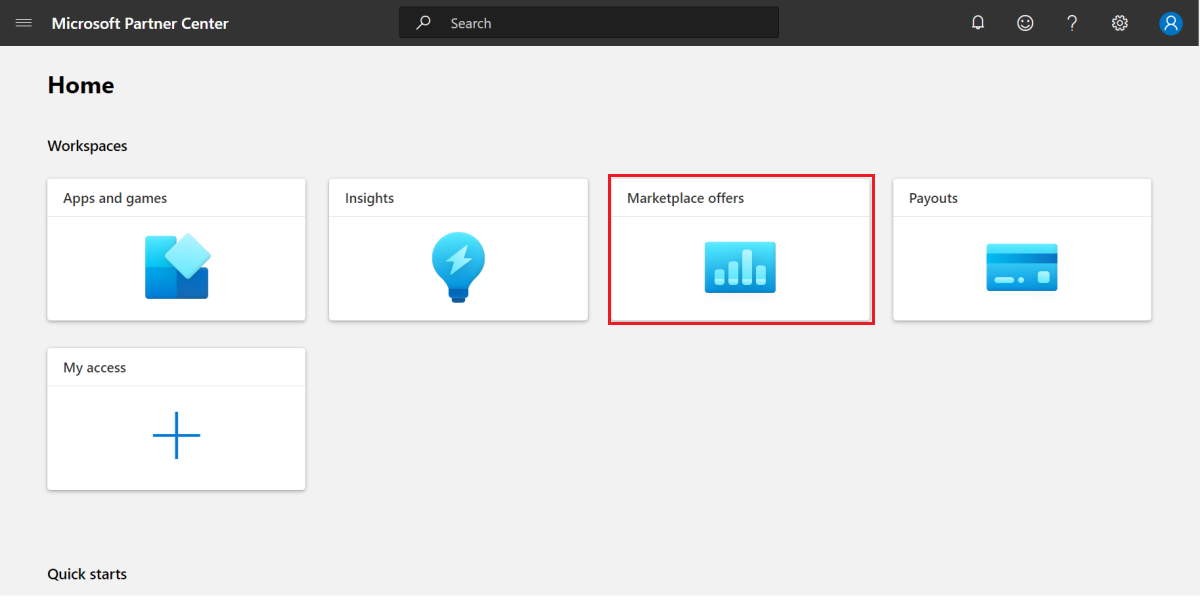 Microsoft Partner Center
Search
Home
Workspaces
Apps and games
Insights
Marketplace offers
Payouts
My access
Quick starts